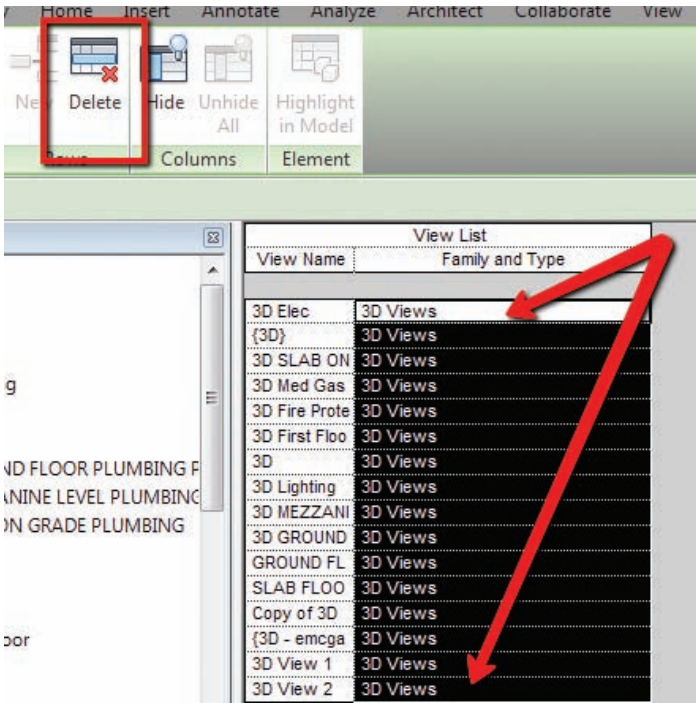 Home Insert Annotate Analyze Architect Collaborate View
New Delete Hide Unhide All Highlight in Model
Rows Columns Element
View List
View Name Family and Type
3D Elec 3D Views
{3D} 3D Views
3D SLAB ON 3D Views
3D Med Gas 3D Views
3D Fire Prote 3D Views
3D First Floo 3D Views
3D 3D Views
3D Lighting 3D Views
3D MEZZANI 3D Views
3D GROUND 3D Views
GROUND FL 3D Views
SLAB FLOO 3D Views
Copy of 3D 3D Views
{3D - emcga 3D Views
3D View 1 3D Views
3D View 2 3D Views
g
ND FLOOR PLUMBING P
ANINE LEVEL PLUMBING
ON GRADE PLUMBING
oor